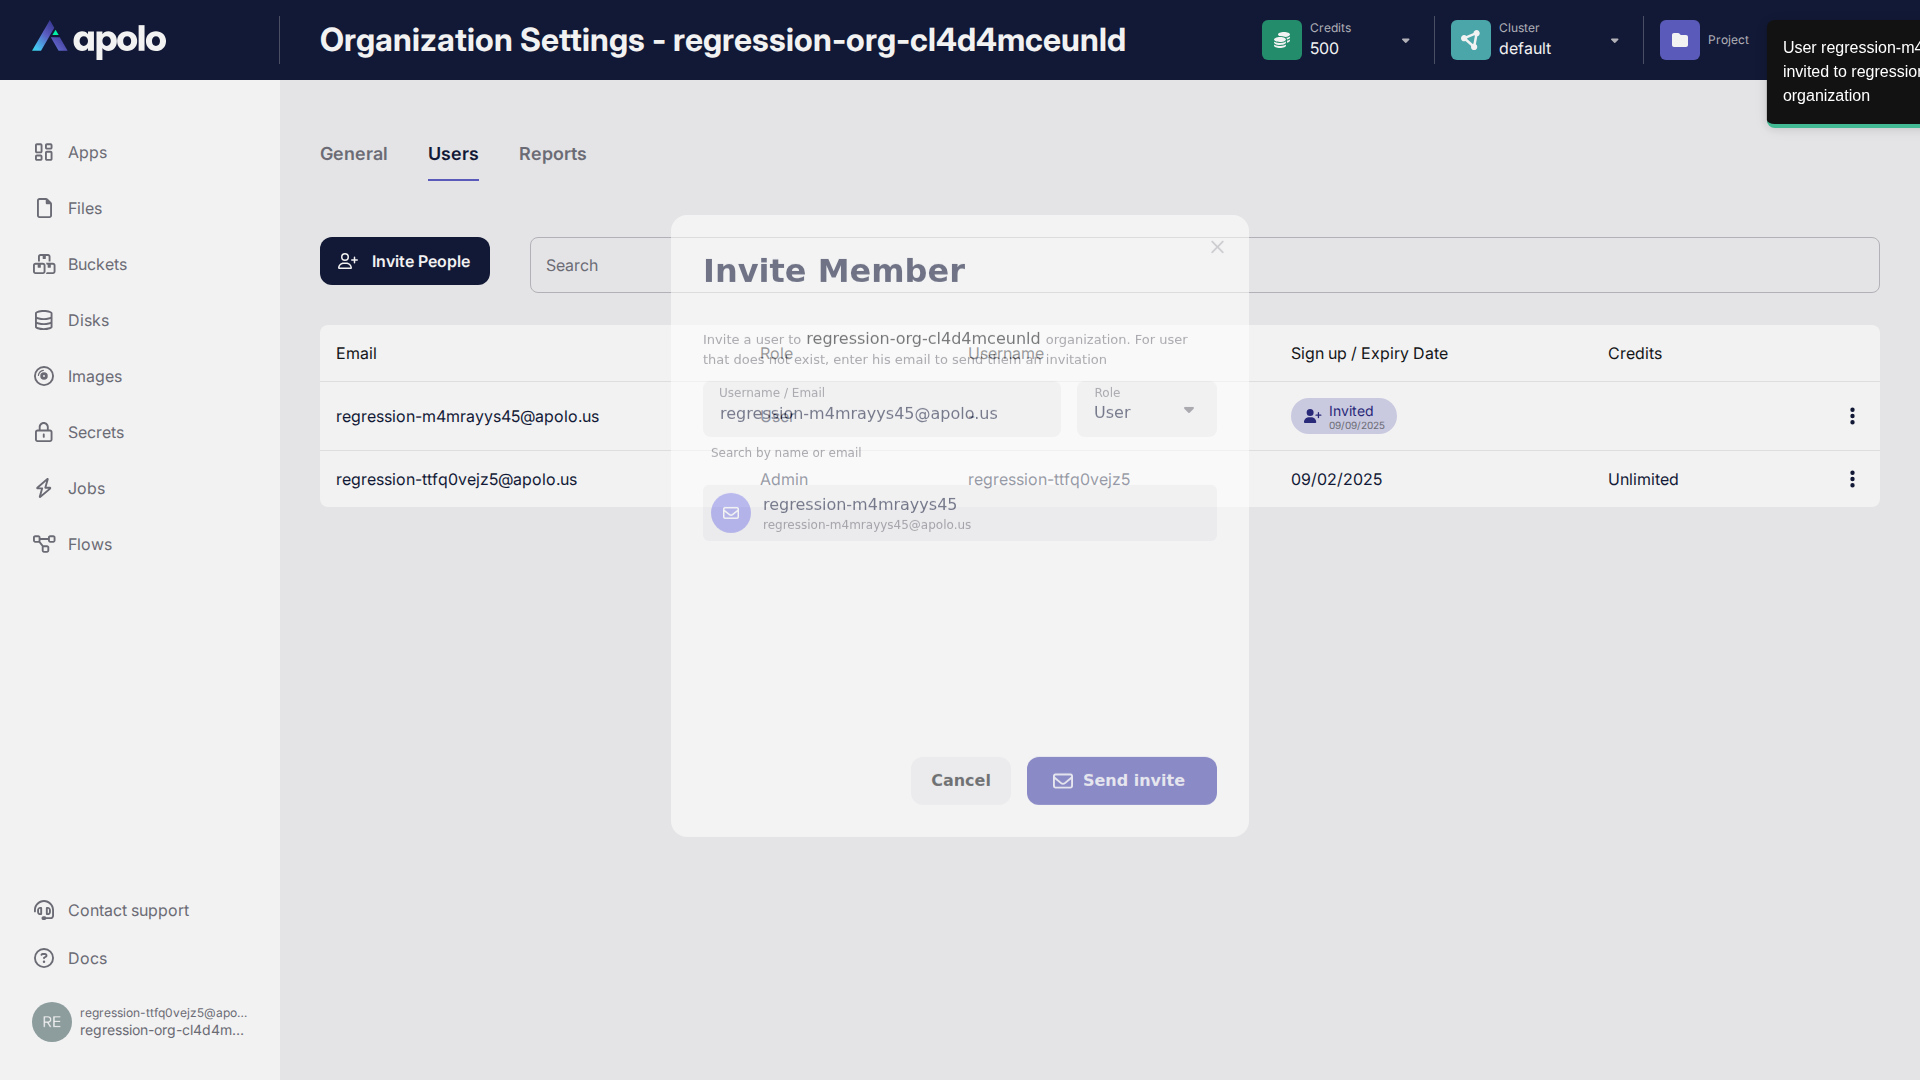 apolo
Organization Settings - regression-org-cl4d4mceunld
Credits
500
Cluster
default
Project
User regression-m4
invited to regression
organization
Apps
Files
Buckets
Disks
Images
Secrets
Jobs
Flows
Contact support
Docs
RE
regression-ttfq0vejz5@apo...
regression-org-cl4d4m...
General
Users
Reports
Invite People
Search
Email
Role
Username
Sign up / Expiry Date
Credits
regression-m4mrayys45@apolo.us
User
-
Invited
09/09/2025
regression-ttfq0vejz5@apolo.us
Admin
regression-ttfq0vejz5
09/02/2025
Unlimited
Invite Member
Invite a user to regression-org-cl4d4mceunld organization. For user
that does not exist, enter his email to send them an invitation
Username / Email
regression-m4mrayys45@apolo.us
Role
User
Search by name or email
regression-m4mrayys45
regression-m4mrayys45@apolo.us
Cancel
Send invite